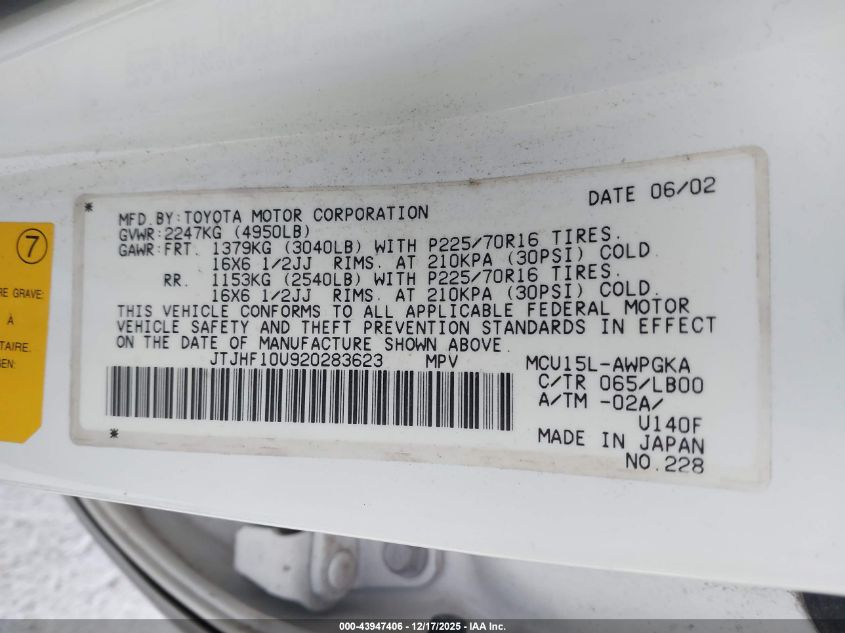 DATE 06/02
MFD.BY:TOYOTA MOTOR CORPORATION
GVWR:2247KG (4950LB)
GAWR:FRT. 1379KG (3040LB) WITH P225/70R16 TIRES.
16X6 1/2JJ RIMS. AT 210KPA (30PSI) COLD
RR. 1153KG (2540LB) WITH P225/70R16 TIRES.
16X6 1/2JJ RIMS. AT 210KPA (30PSI) COLD.
THIS VEHICLE CONFORMS TO ALL APPLICABLE FEDERAL MOTOR
VEHICLE SAFETY AND THEFT PREVENTION STANDARDS IN EFFECT
ON THE DATE OF MANUFACTURE SHOWN ABOVE.
JTJHF10U920283623 MPV MCU15L-AWPGKA
C/TR 065/LB00
A/TM -02A/
U140F
MADE IN JAPAN
NO.228
7
RE GRAVE
À
TAIRE.
EN:
000-43947406 - 12/17/2025 - IAA Inc.